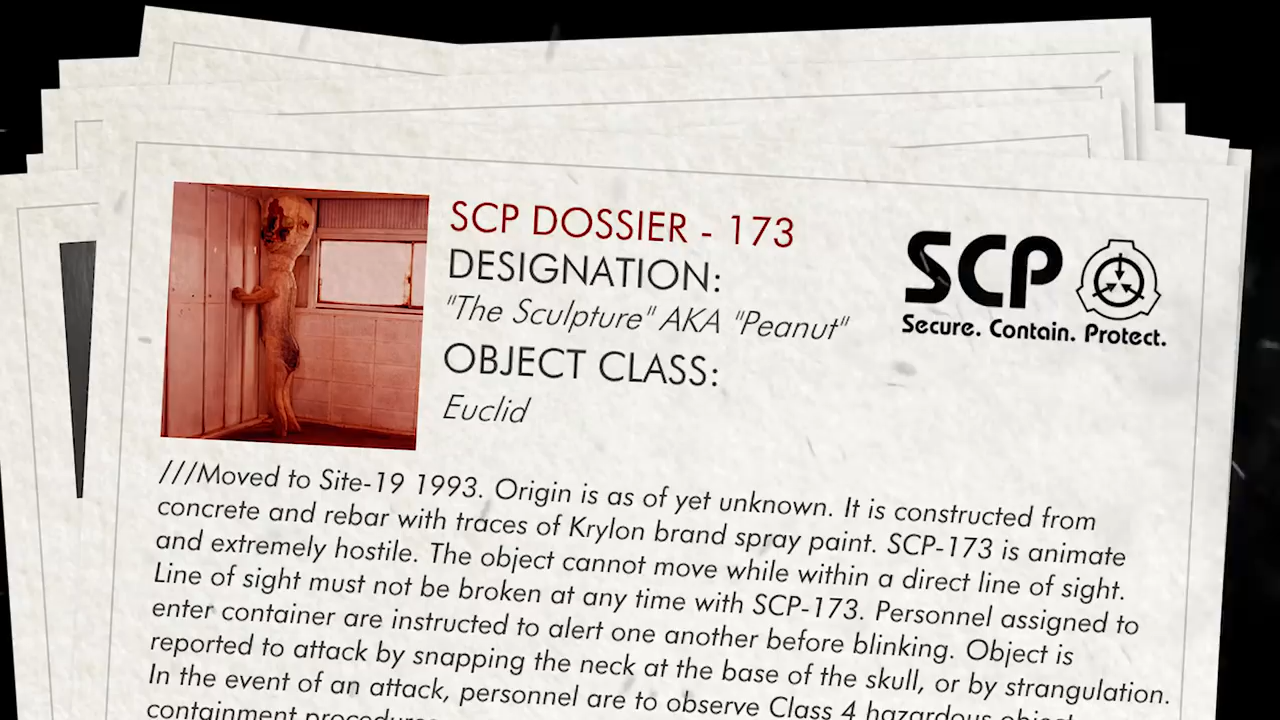 SCP DOSSIER - 173
DESIGNATION:
"The Sculpture" AKA "Peanut"
OBJECT CLASS:
Euclid
SCP
Secure. Contain. Protect.
///Moved to Site-19 1993. Origin is as of yet unknown. It is constructed from
concrete and rebar with traces of Krylon brand spray paint. SCP-173 is animate
and extremely hostile. The object cannot move while within a direct line of sight.
Line of sight must not be broken at any time with SCP-173. Personnel assigned to
enter container are instructed to alert one another before blinking. Object is
reported to attack by snapping the neck at the base of the skull, or by strangulation.
In the event of an attack, personnel are to observe Class 4 hazardous object
containment procedures